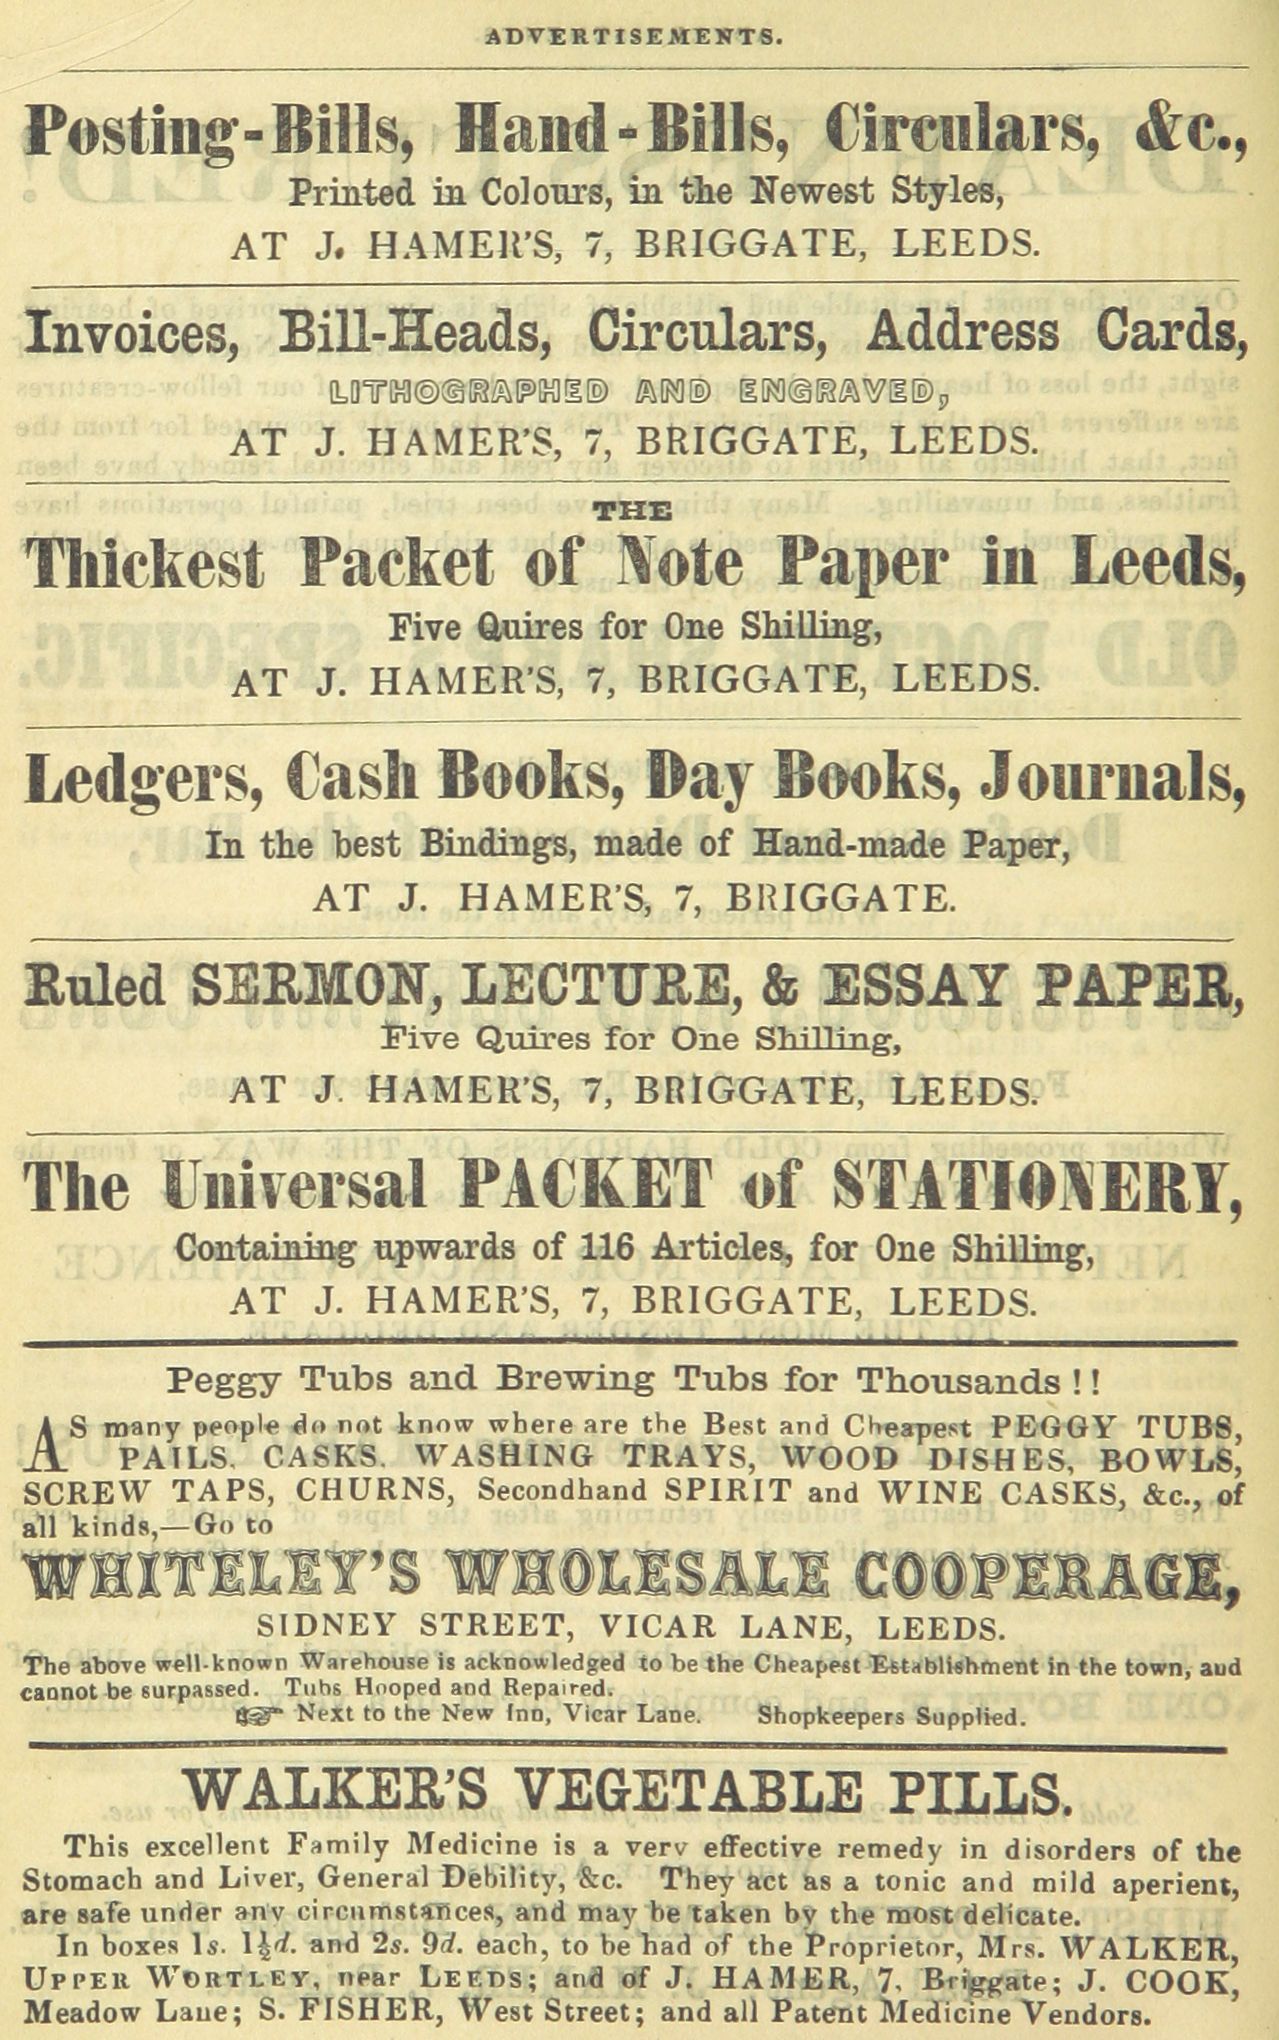 ADVERTISEMENTS.
Posting-Bills, Hand-Bills, Circulars, &c.,
Printed in Colours, in the Newest Styles,
AT J. HAMER'S, 7, BRIGGATE, LEEDS.
Invoices, Bill-Heads, Circulars, Address Cards,
LITHOGRAPHED AND ENGRAVED,
AT J. HAMER'S, 7, BRIGGATE, LEEDS.
THE
Thickest Packet of Note Paper in Leeds,
Five Quires for One Shilling,
AT J. HAMER'S, 7, BRIGGATE, LEEDS.
Ledgers, Cash Books, Day Books, Journals,
In the best Bindings, made of Hand-made Paper,
AT J. HAMER'S, 7, BRIGGATE.
Ruled SERMON, LECTURE, & ESSAY PAPER,
Five Quires for One Shilling,
AT J. HAMER'S, 7, BRIGGATE, LEEDS.
The Universal PACKET of STATIONERY,
Containing upwards of 116 Articles, for One Shilling,
AT J. HAMER'S, 7, BRIGGATE, LEEDS.
Peggy Tubs and Brewing Tubs for Thousands!!
AS many people do not know where are the Best and Cheapest PEGGY TUBS,
PAILS, CASKS, WASHING TRAYS, WOOD DISHES, BOWLS,
SCREW TAPS, CHURNS, Secondhand SPIRIT and WINE CASKS, &c., of
all kinds,—Go to
WHITELEY'S WHOLESALE COOPERAGE,
SIDNEY STREET, VICAR LANE, LEEDS.
The above well-known Warehouse is acknowledged to be the Cheapest Establishment in the town, and
cannot be surpassed. Tubs Hooped and Repaired.
☞ Next to the New Inn, Vicar Lane. Shopkeepers Supplied.
WALKER'S VEGETABLE PILLS.
This excellent Family Medicine is a very effective remedy in disorders of the
Stomach and Liver, General Debility, &c. They act as a tonic and mild aperient,
are safe under any circumstances, and may be taken by the most delicate.
In boxes 1s. 1½d. and 2s. 9d. each, to be had of the Proprietor, Mrs. WALKER,
UPPER WORTLEY, near LEEDS; and of J. HAMER, 7, Briggate; J. COOK,
Meadow Lane; S. FISHER, West Street; and all Patent Medicine Vendors.